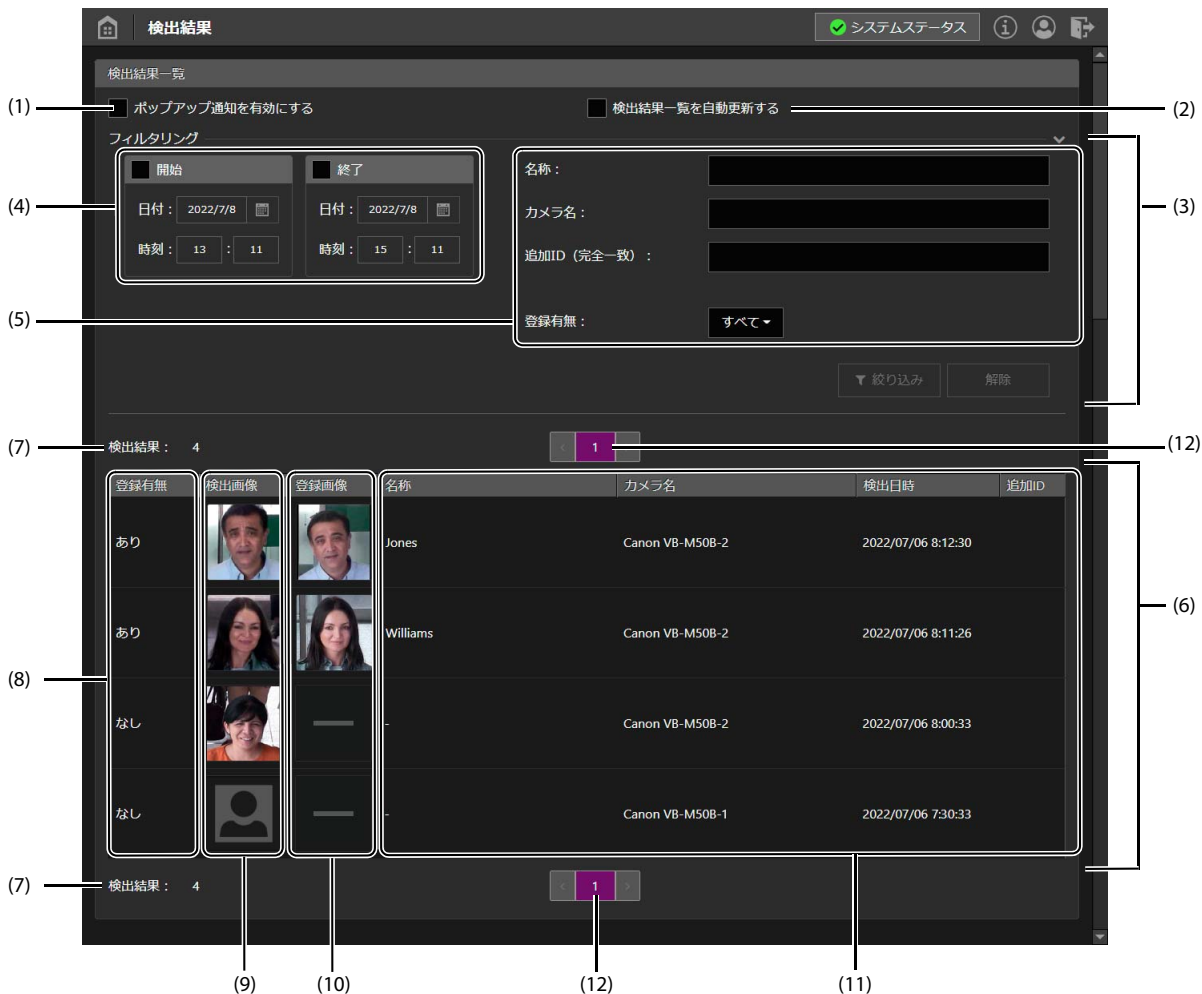 検出結果
システムステータス
検出結果一覧
(1)
ポップアップ通知を有効にする
検出結果一覧を自動更新する
(2)
フィルタリング
(3)
(4)
開始
日付： 2022/7/8
時刻： 13 : 11
終了
日付： 2022/7/8
時刻： 15 : 11
(5)
名称：
カメラ名：
追加ID（完全一致）：
登録有無： すべて
絞り込み 解除
(7)
検出結果： 4
< 1
(12)
登録有無 検出画像 登録画像 名称 カメラ名 検出日時 追加ID
あり Jones Canon VB-M50B-2 2022/07/06 8:12:30
(6)
あり Williams Canon VB-M50B-2 2022/07/06 8:11:26
(8)
なし - Canon VB-M50B-2 2022/07/06 8:00:33
なし - Canon VB-M50B-1 2022/07/06 7:30:33
(7)
検出結果： 4
< 1 >
(9) (10) (12) (11)